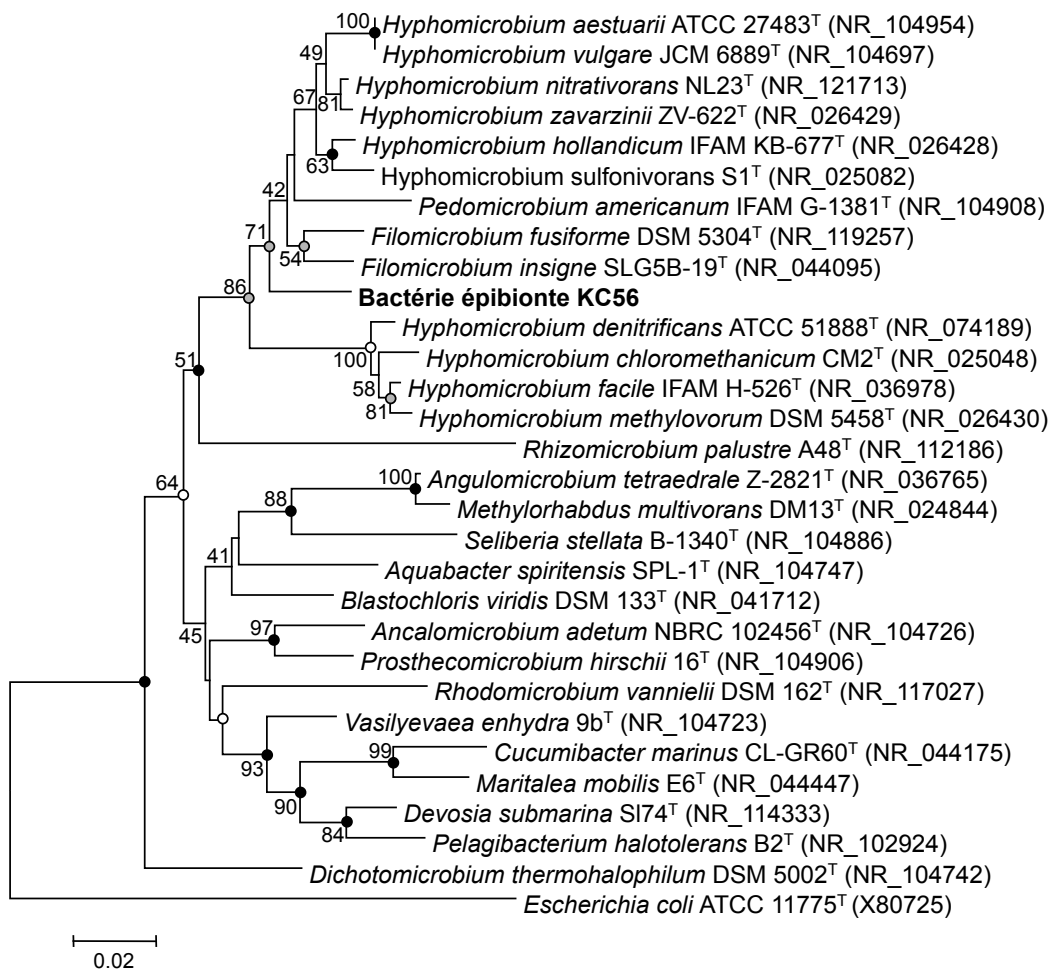 100 Hyphomicrobium aestuarii ATCC 27483ᵀ (NR_104954)
Hyphomicrobium vulgare JCM 6889ᵀ (NR_104697)
49
Hyphomicrobium nitrativorans NL23ᵀ (NR_121713)
67
81
Hyphomicrobium zavarzinii ZV-622ᵀ (NR_026429)
Hyphomicrobium hollandicum IFAM KB-677ᵀ (NR_026428)
63
Hyphomicrobium sulfonivorans S1ᵀ (NR_025082)
42
Pedomicrobium americanum IFAM G-1381ᵀ (NR_104908)
71
Filomicrobium fusiforme DSM 5304ᵀ (NR_119257)
54
Filomicrobium insigne SLG5B-19ᵀ (NR_044095)
86
Bactérie épibionte KC56
Hyphomicrobium denitrificans ATCC 51888ᵀ (NR_074189)
100
51
Hyphomicrobium chloromethanicum CM2ᵀ (NR_025048)
58
Hyphomicrobium facile IFAM H-526ᵀ (NR_036978)
81
Hyphomicrobium methylovorum DSM 5458ᵀ (NR_026430)
Rhizomicrobium palustre A48ᵀ (NR_112186)
64
100
Angulomicrobium tetraedrale Z-2821ᵀ (NR_036765)
88
Methylorhabdus multivorans DM13ᵀ (NR_024844)
Seliberia stellata B-1340ᵀ (NR_104886)
41
Aquabacter spiritensis SPL-1ᵀ (NR_104747)
Blastochloris viridis DSM 133ᵀ (NR_041712)
45
97
Ancalomicrobium adetum NBRC 102456ᵀ (NR_104726)
Prosthecomicrobium hirschii 16ᵀ (NR_104906)
Rhodomicrobium vannielii DSM 162ᵀ (NR_117027)
Vasilyevaea enhydra 9bᵀ (NR_104723)
93
99
Cucumibacter marinus CL-GR60ᵀ (NR_044175)
Maritalea mobilis E6ᵀ (NR_044447)
90
Devosia submarina Sl74ᵀ (NR_114333)
84
Pelagibacterium halotolerans B2ᵀ (NR_102924)
Dichotomicrobium thermohalophilum DSM 5002ᵀ (NR_104742)
Escherichia coli ATCC 11775ᵀ (X80725)
0.02